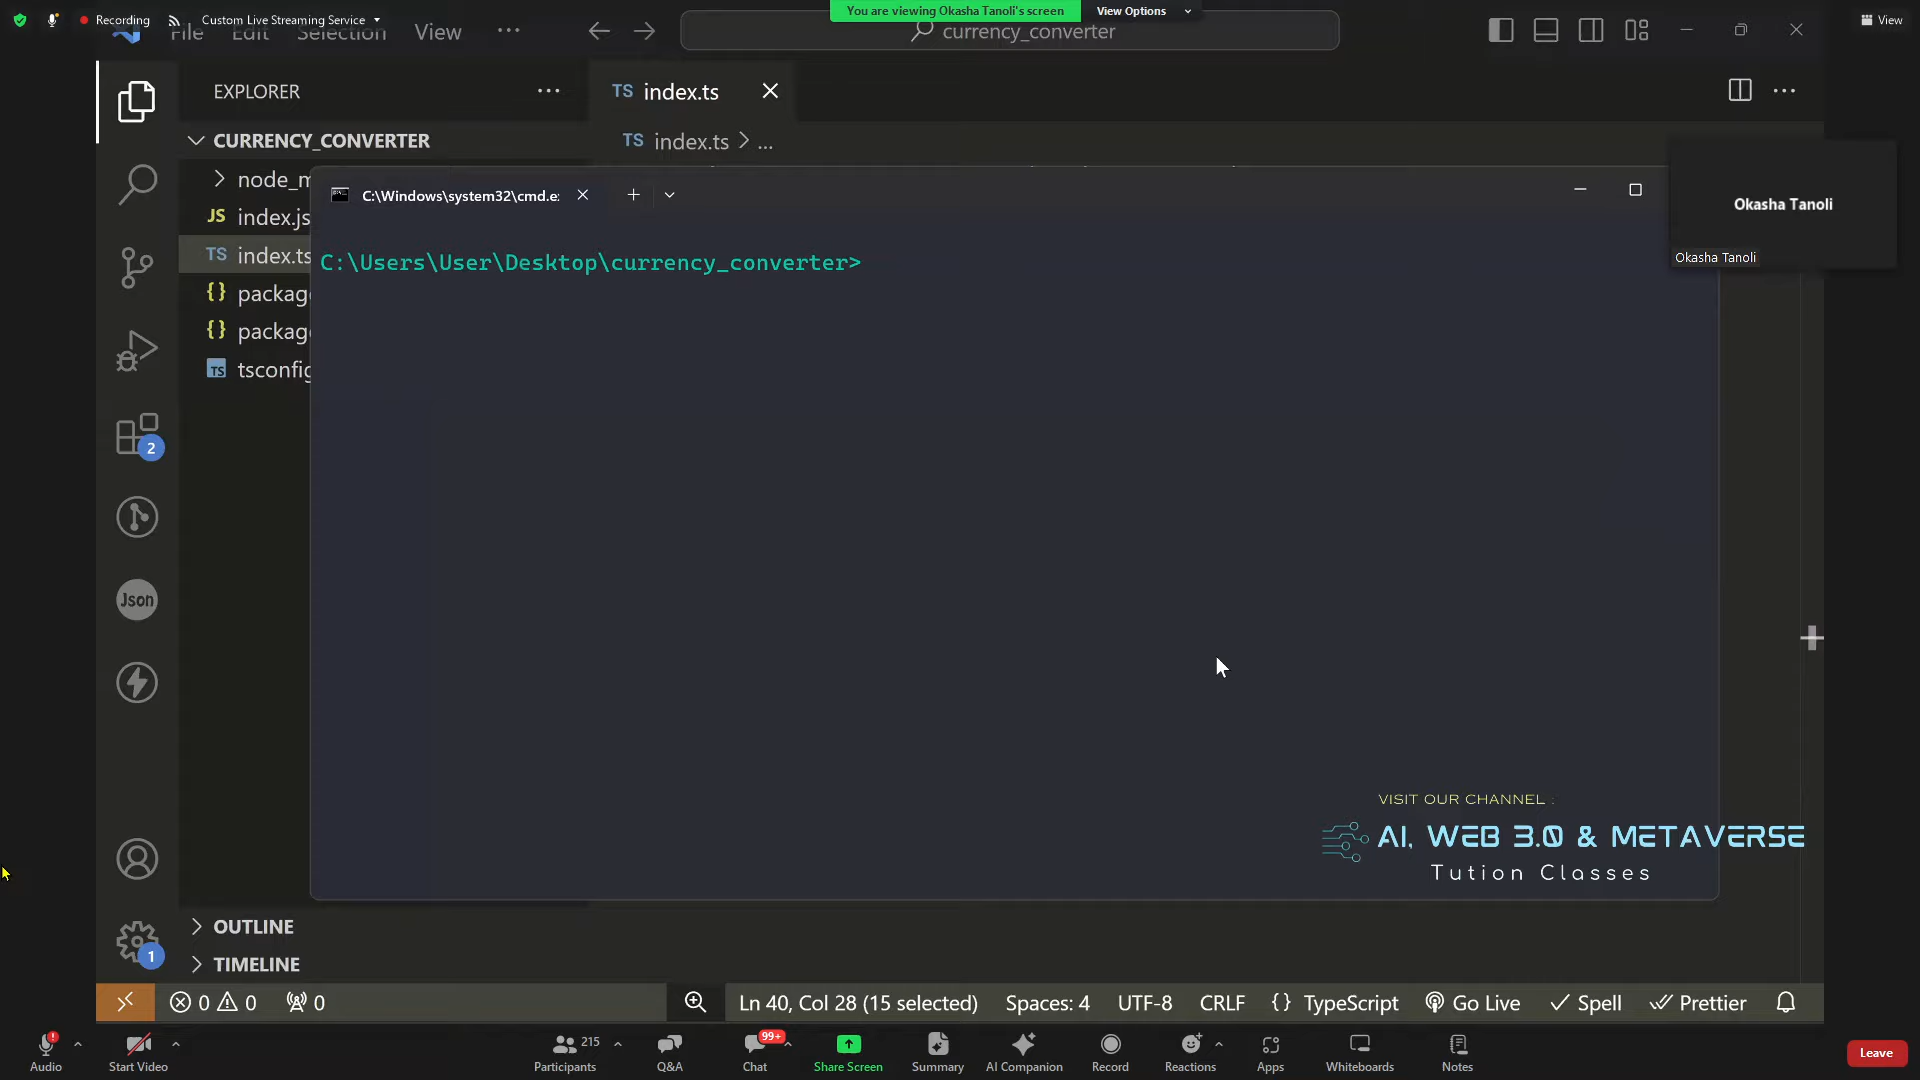 Recording
Custom Live Streaming Service
You are viewing Okasha Tanoli's screen
View Options
View
File Edit Selection View ...
currency_converter
EXPLORER
TS index.ts
CURRENCY_CONVERTER
TS index.ts > ...
node_m
JS index.js
TS index.ts
{} package
{} package
TS tsconfig
C:\Windows\system32\cmd.e:
C:\Users\User\Desktop\currency_converter>
Okasha Tanoli
Okasha Tanoli
2
Json
1
VISIT OUR CHANNEL :
AI, WEB 3.0 & METAVERSE
Tution Classes
OUTLINE
TIMELINE
0 0 0
Ln 40, Col 28 (15 selected)
Spaces: 4
UTF-8
CRLF
{} TypeScript
Go Live
Spell
Prettier
Audio
Start Video
215
Participants
Q&A
99+
Chat
Share Screen
Summary
AI Companion
Record
Reactions
Apps
Whiteboards
Notes
Leave